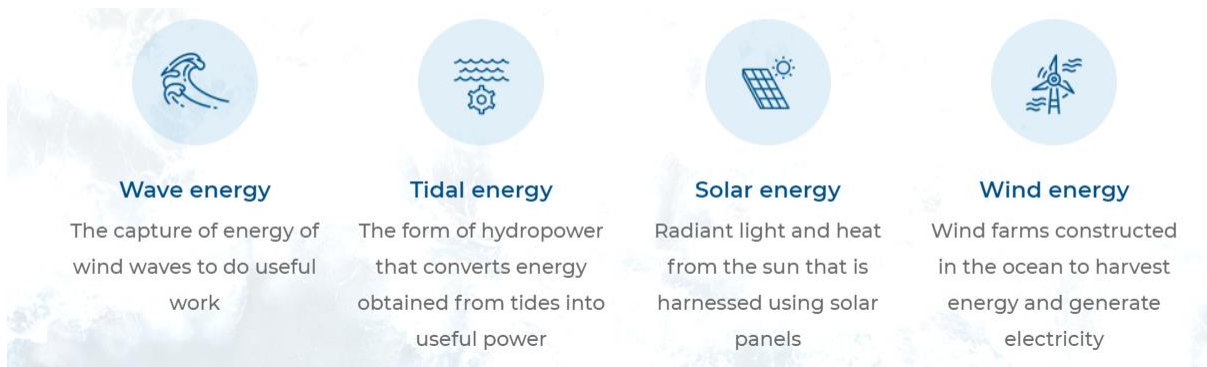 Wave energy
The capture of energy of
wind waves to do useful
work
Tidal energy
The form of hydropower
that converts energy
obtained from tides into
useful power
Solar energy
Radiant light and heat
from the sun that is
harnessed using solar
panels
Wind energy
Wind farms constructed
in the ocean to harvest
energy and generate
electricity